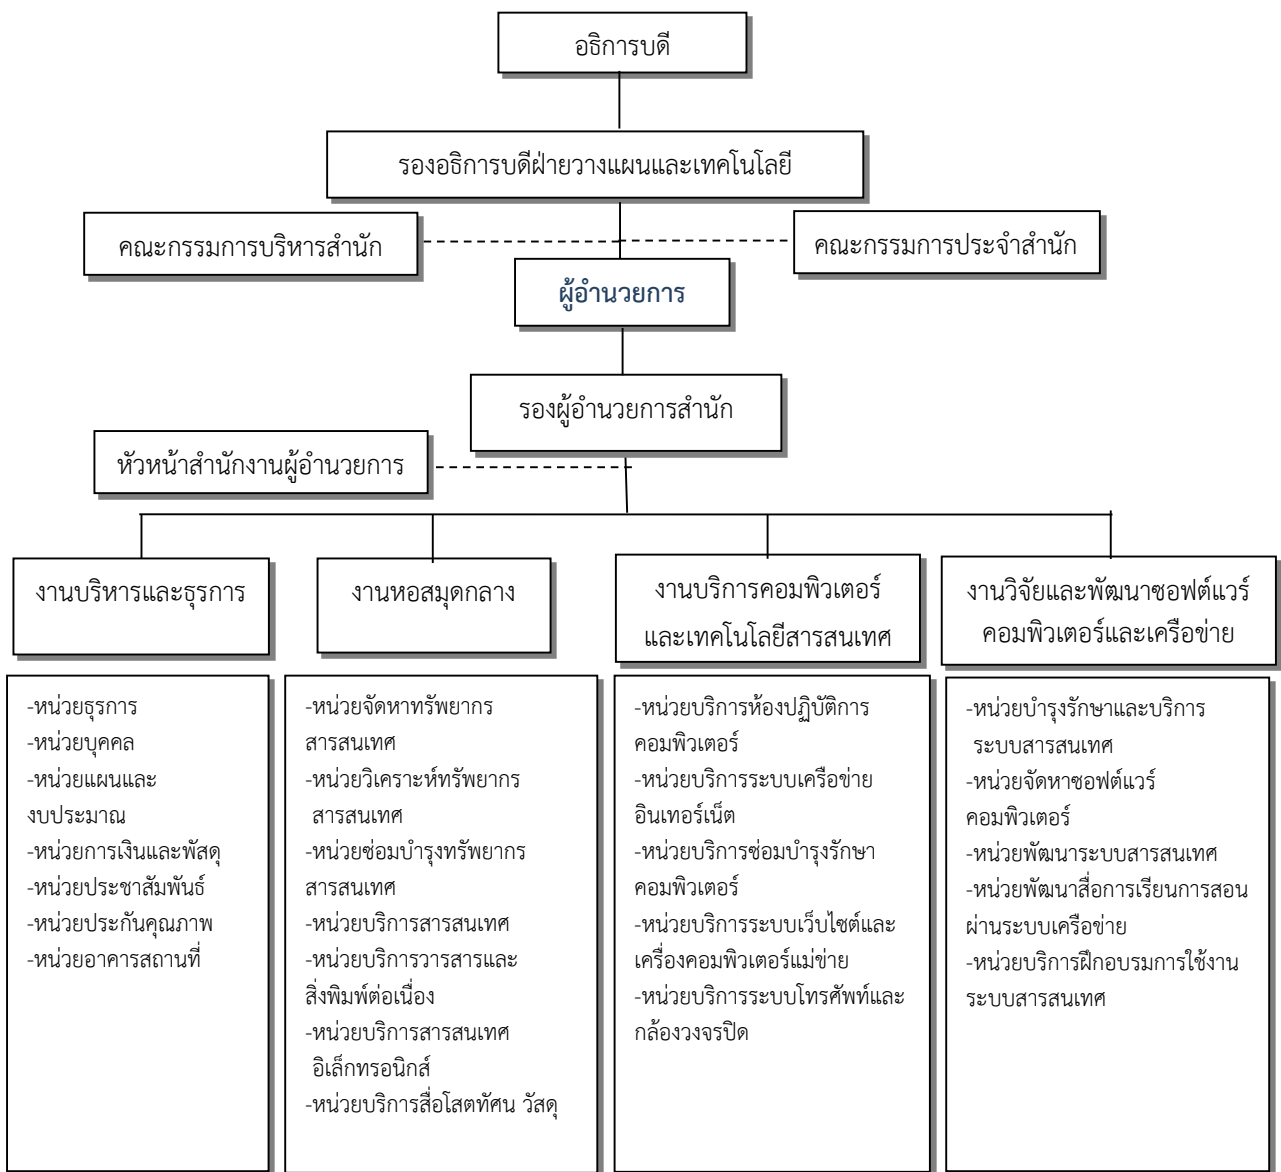 อธิการบดี
รองอธิการบดีฝ่ายวางแผนและเทคโนโลยี
คณะกรรมการบริหารสำนัก
คณะกรรมการประจำสำนัก
ผู้อำนวยการ
รองผู้อำนวยการสำนัก
หัวหน้าสำนักงานผู้อำนวยการ
งานบริหารและธุรการ
งานหอสมุดกลาง
งานบริการคอมพิวเตอร์
และเทคโนโลยีสารสนเทศ
งานวิจัยและพัฒนาซอฟต์แวร์
คอมพิวเตอร์และเครือข่าย
-หน่วยธุรการ
-หน่วยบุคคล
-หน่วยแผนและ
งบประมาณ
-หน่วยการเงินและพัสดุ
-หน่วยประชาสัมพันธ์
-หน่วยประกันคุณภาพ
-หน่วยอาคารสถานที่
-หน่วยจัดหาทรัพยากร
สารสนเทศ
-หน่วยวิเคราะห์ทรัพยากร
สารสนเทศ
-หน่วยซ่อมบำรุงทรัพยากร
สารสนเทศ
-หน่วยบริการสารสนเทศ
-หน่วยบริการวารสารและ
สิ่งพิมพ์ต่อเนื่อง
-หน่วยบริการสารสนเทศ
อิเล็กทรอนิกส์
-หน่วยบริการสื่อโสตทัศน วัสดุ
-หน่วยบริการห้องปฏิบัติการ
คอมพิวเตอร์
-หน่วยบริการระบบเครือข่าย
อินเทอร์เน็ต
-หน่วยบริการซ่อมบำรุงรักษา
คอมพิวเตอร์
-หน่วยบริการระบบเว็บไซต์และ
เครื่องคอมพิวเตอร์แม่ข่าย
-หน่วยบริการระบบโทรศัพท์และ
กล้องวงจรปิด
-หน่วยบำรุงรักษาและบริการ
ระบบสารสนเทศ
-หน่วยจัดหาซอฟต์แวร์
คอมพิวเตอร์
-หน่วยพัฒนาระบบสารสนเทศ
-หน่วยพัฒนาสื่อการเรียนการสอน
ผ่านระบบเครือข่าย
-หน่วยบริการฝึกอบรมการใช้งาน
ระบบสารสนเทศ